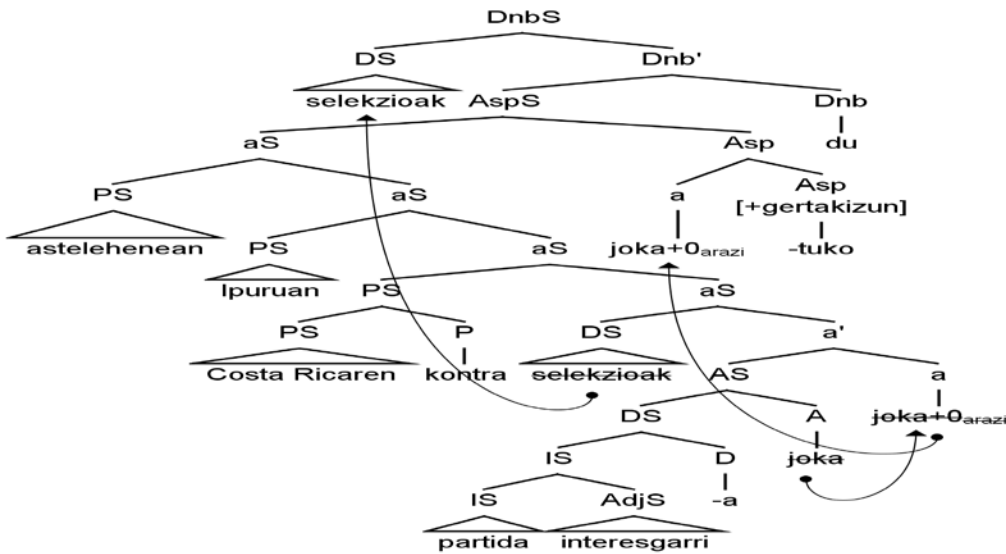 DnbS
DS Dnb'
selekzioak AspS Dnb
du
aS Asp
PS aS a Asp
[+gertakizun]
astelehenean PS aS joka+0arazi -tuko
Ipuruan PS aS
PS P DS a'
Costa Ricaren kontra selekzioak AS a
DS A joka+0arazi
IS D joka
-a
IS AdjS
partida interesgarri